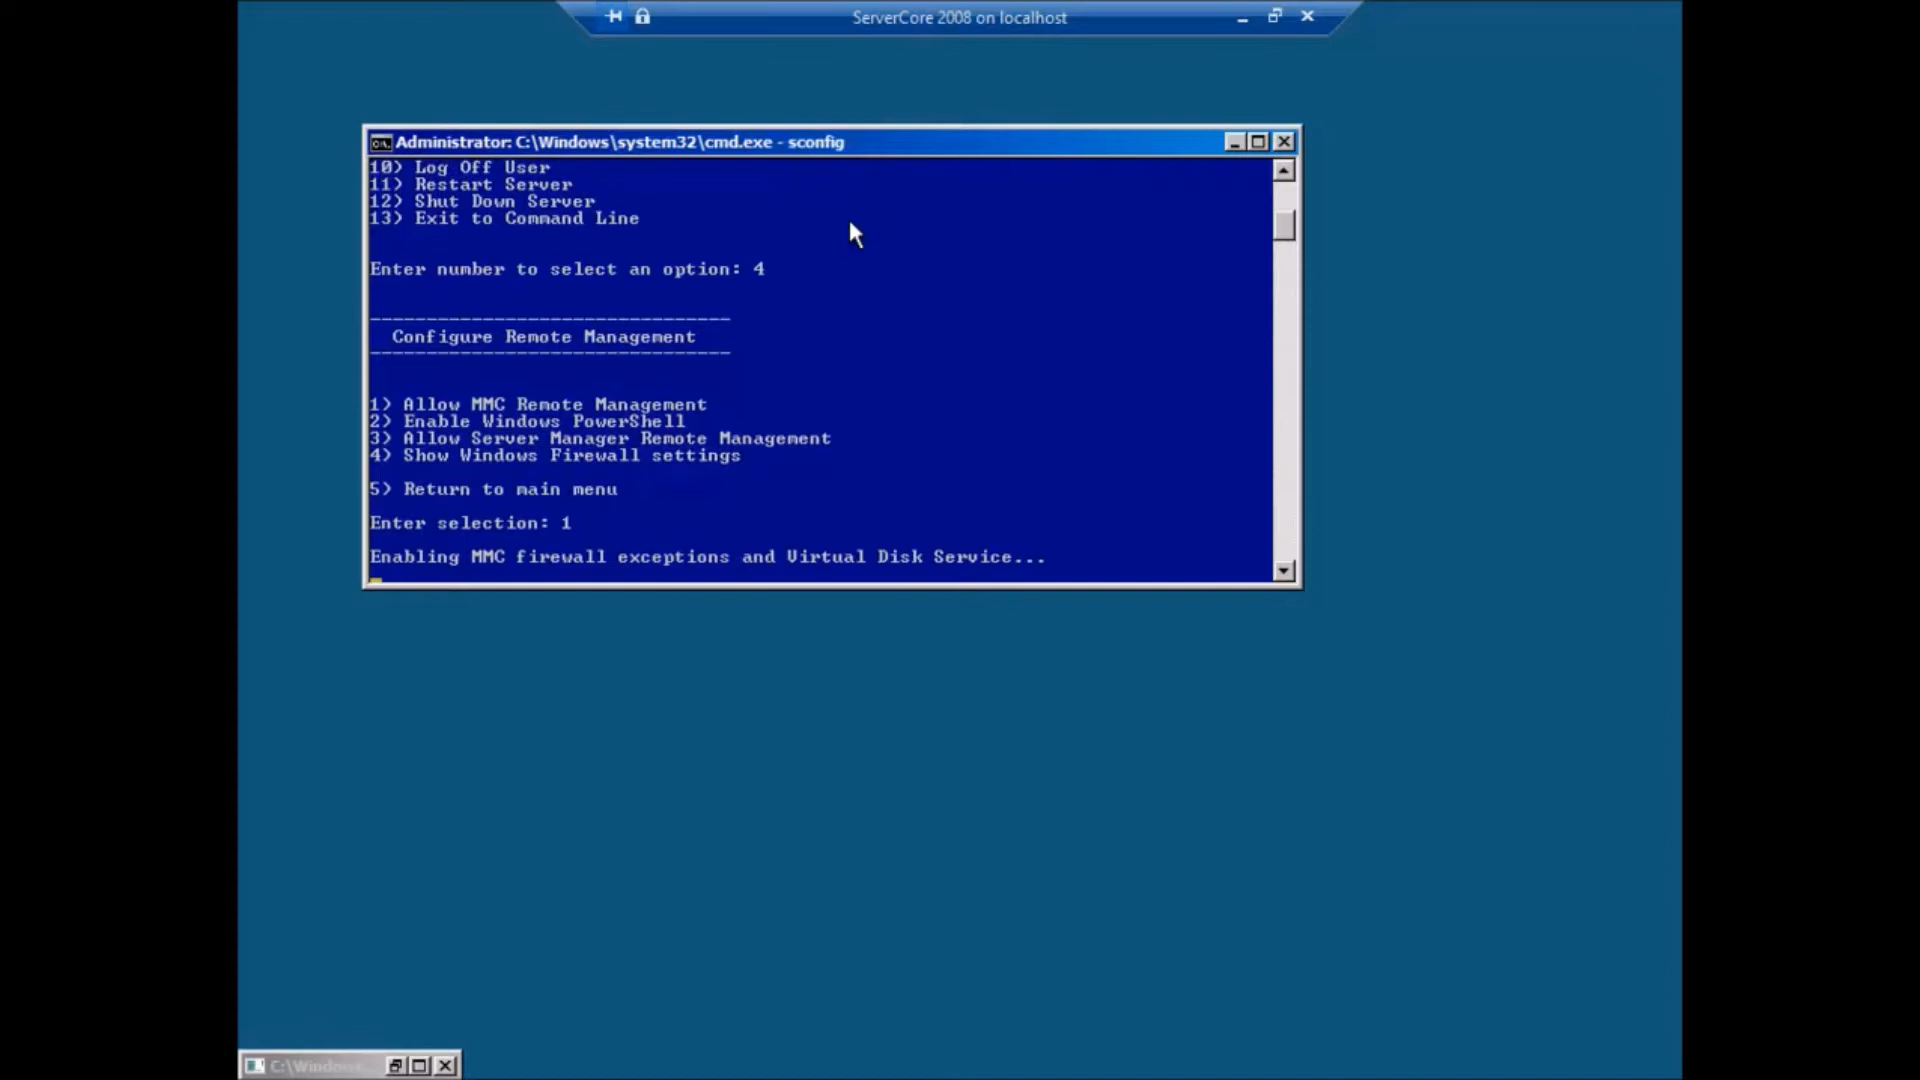 ServerCore 2008 on localhost
Administrator: C:\Windows\system32\cmd.exe - sconfig
10) Log Off User
11) Restart Server
12) Shut Down Server
13) Exit to Command Line
Enter number to select an option: 4
Configure Remote Management
1) Allow MMC Remote Management
2) Enable Windows PowerShell
3) Allow Server Manager Remote Management
4) Show Windows Firewall settings
5) Return to main menu
Enter selection: 1
Enabling MMC firewall exceptions and Virtual Disk Service...
C:\Windows...